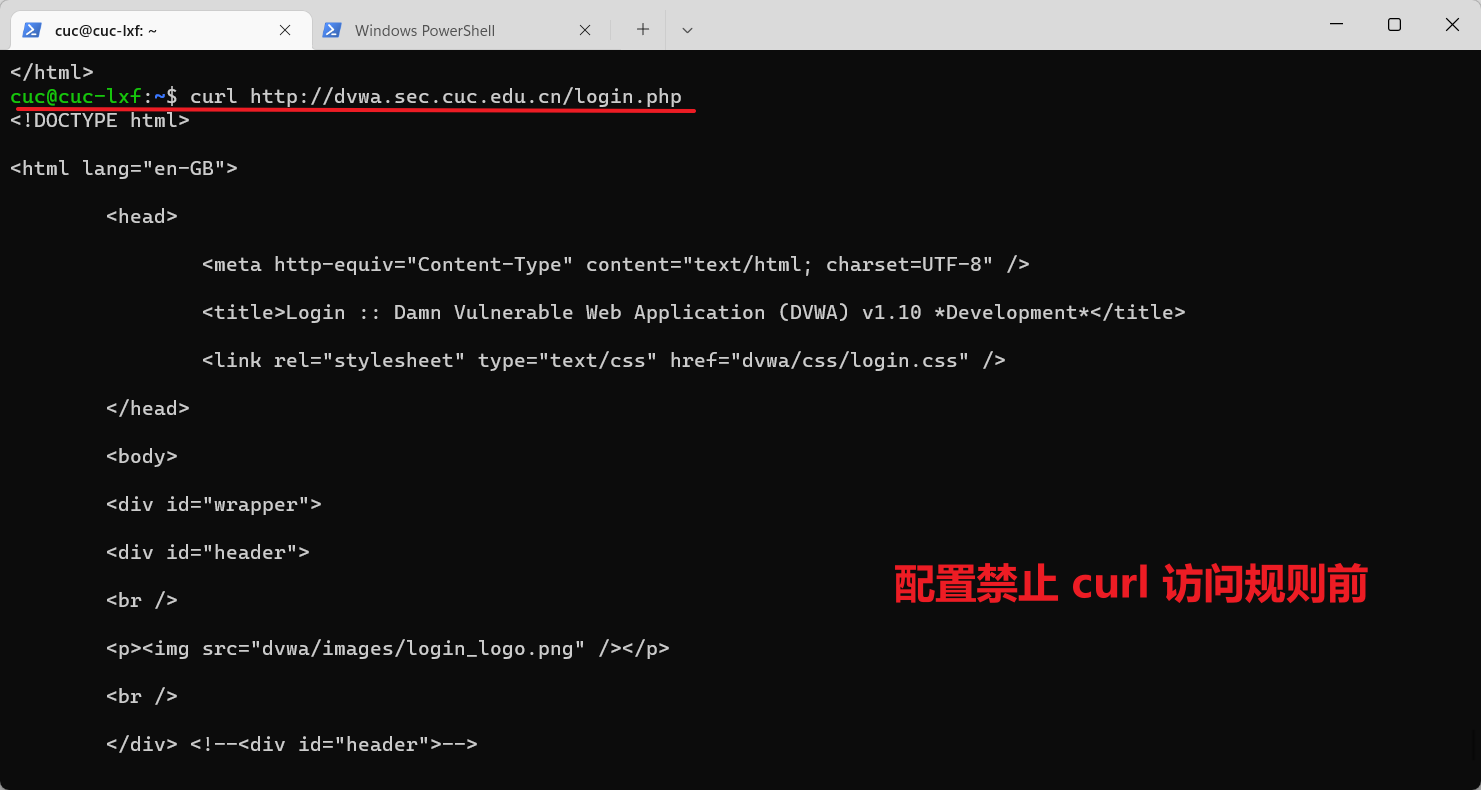 cuc@cuc-lxf: ~
Windows PowerShell
</html>
cuc@cuc-lxf:~$ curl http://dvwa.sec.cuc.edu.cn/login.php
<!DOCTYPE html>
<html lang="en-GB">
<head>
<meta http-equiv="Content-Type" content="text/html; charset=UTF-8" />
<title>Login :: Damn Vulnerable Web Application (DVWA) v1.10 *Development*</title>
<link rel="stylesheet" type="text/css" href="dvwa/css/login.css" />
</head>
<body>
<div id="wrapper">
<div id="header">
<br />
配置禁止 curl 访问规则前
<p><img src="dvwa/images/login_logo.png" /></p>
<br />
</div> <!--<div id="header">-->